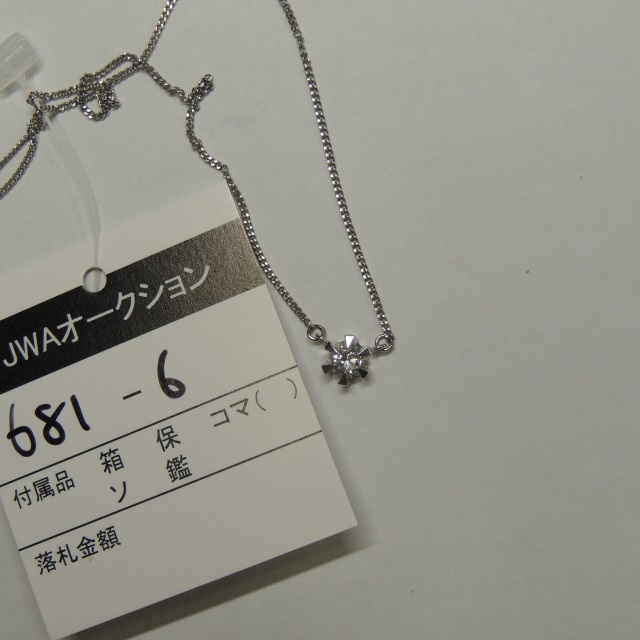 JWAオークション
681-6
付属品 箱 保 コマ( )
ソ 鑑
落札金額